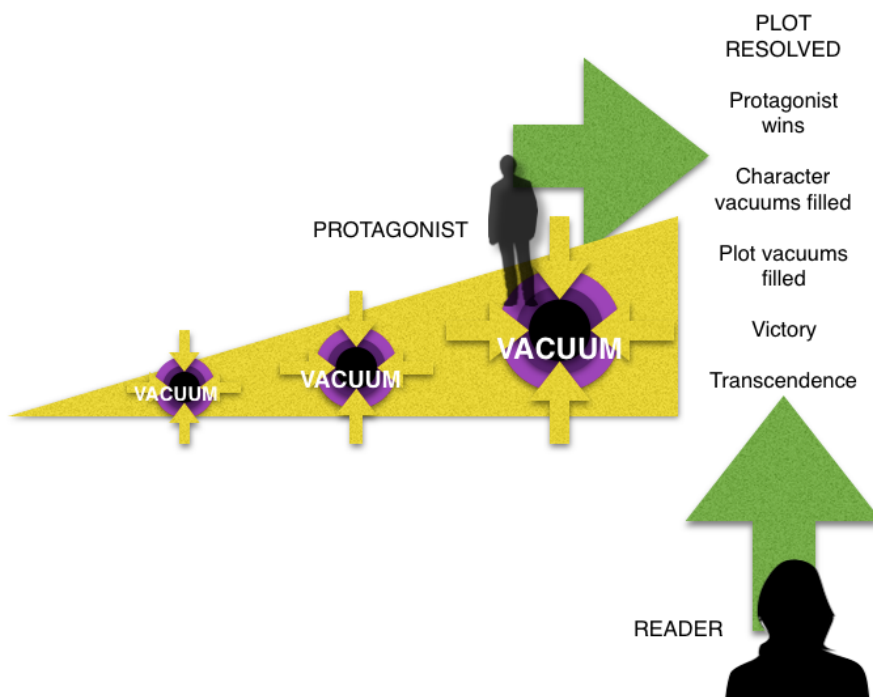 PLOT
RESOLVED
Protagonist
wins
Character
vacuums filled
Plot vacuums
filled
Victory
Transcendence
PROTAGONIST
VACUUM
VACUUM
VACUUM
READER